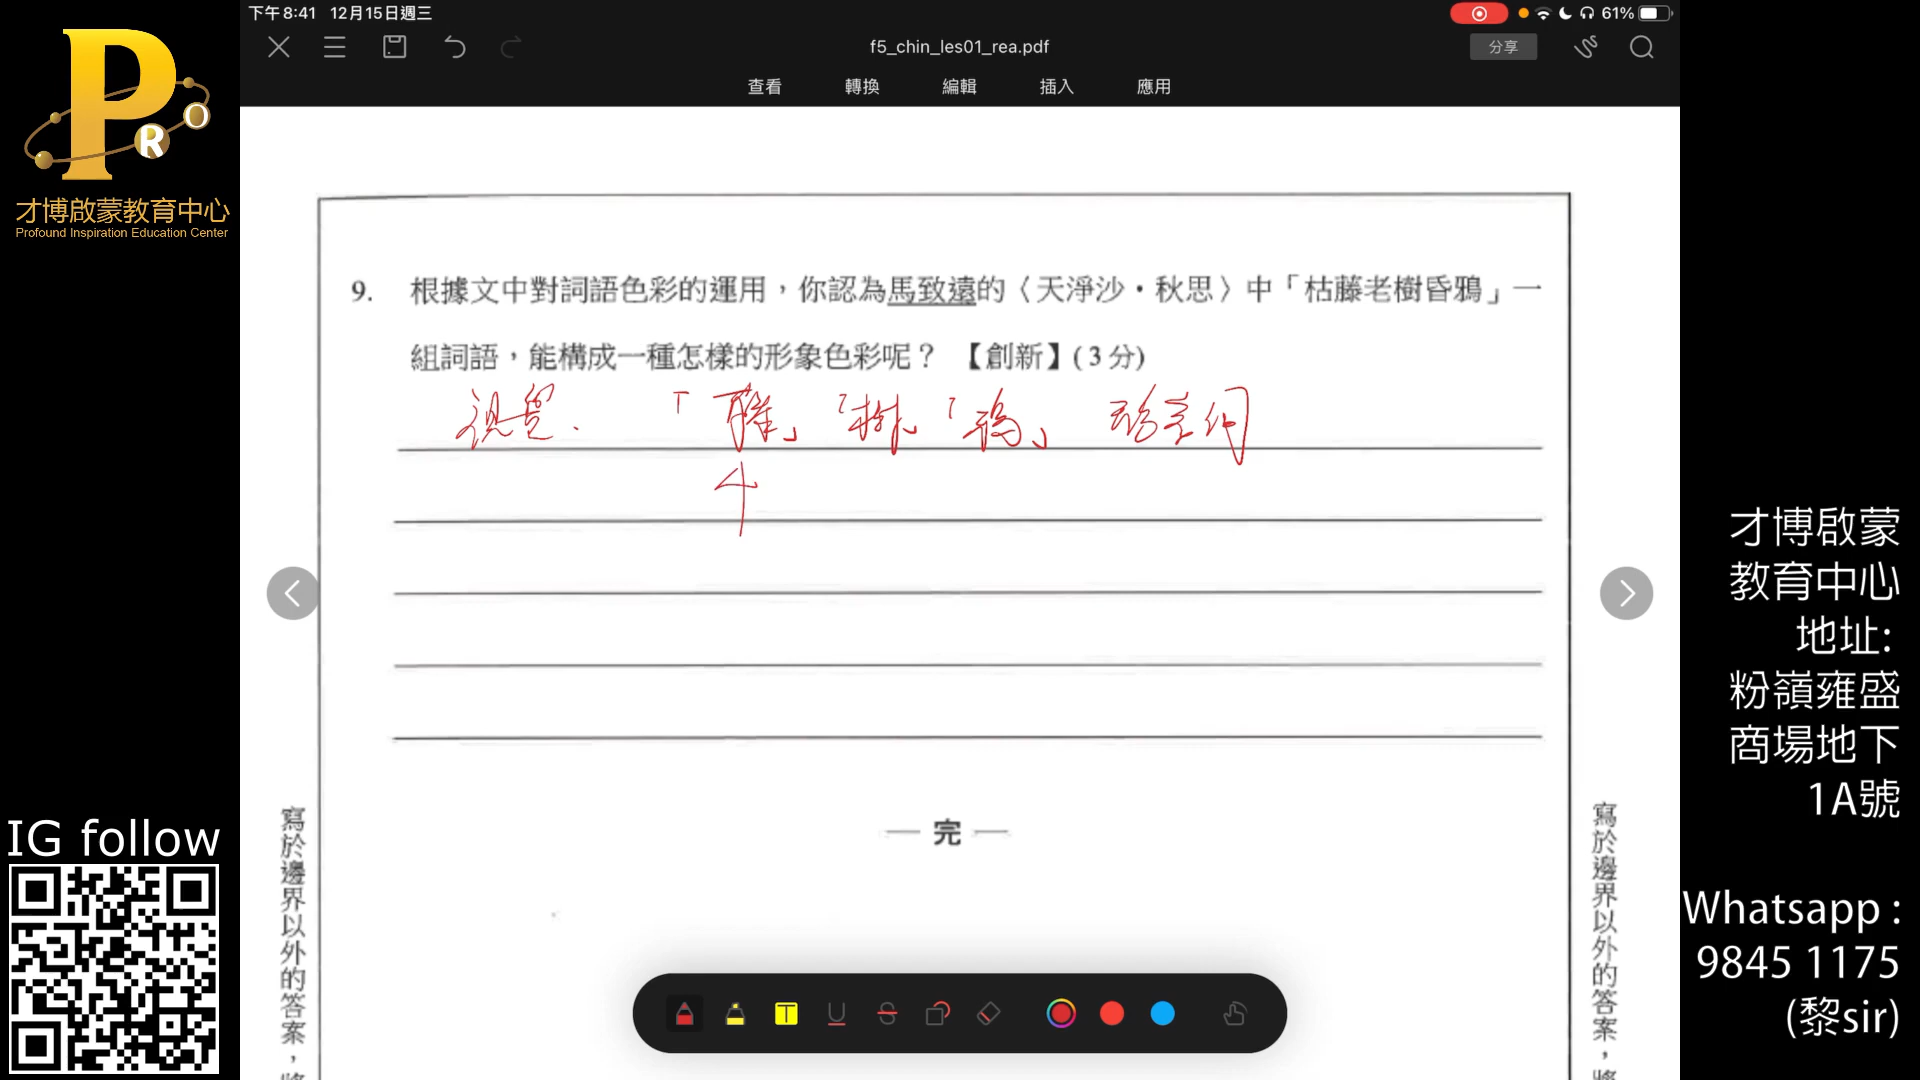 下午8:41 12月15日週三
61%
f5_chin_les01_rea.pdf
分享
查看 轉換 編輯 插入 應用
PRO
才博啟蒙教育中心
Profound Inspiration Education Center
9. 根據文中對詞語色彩的運用，你認為馬致遠的〈天淨沙・秋思〉中「枯藤老樹昏鴉」一
組詞語，能構成一種怎樣的形象色彩呢？ 【創新】(3分)
視覺. 「藤」「樹」「鴉」
— 完 —
寫於邊界以外的答案，將
寫於邊界以外的答案，將
IG follow
才博啟蒙
教育中心
地址:
粉嶺雍盛
商場地下
1A號
Whatsapp :
9845 1175
(黎sir)